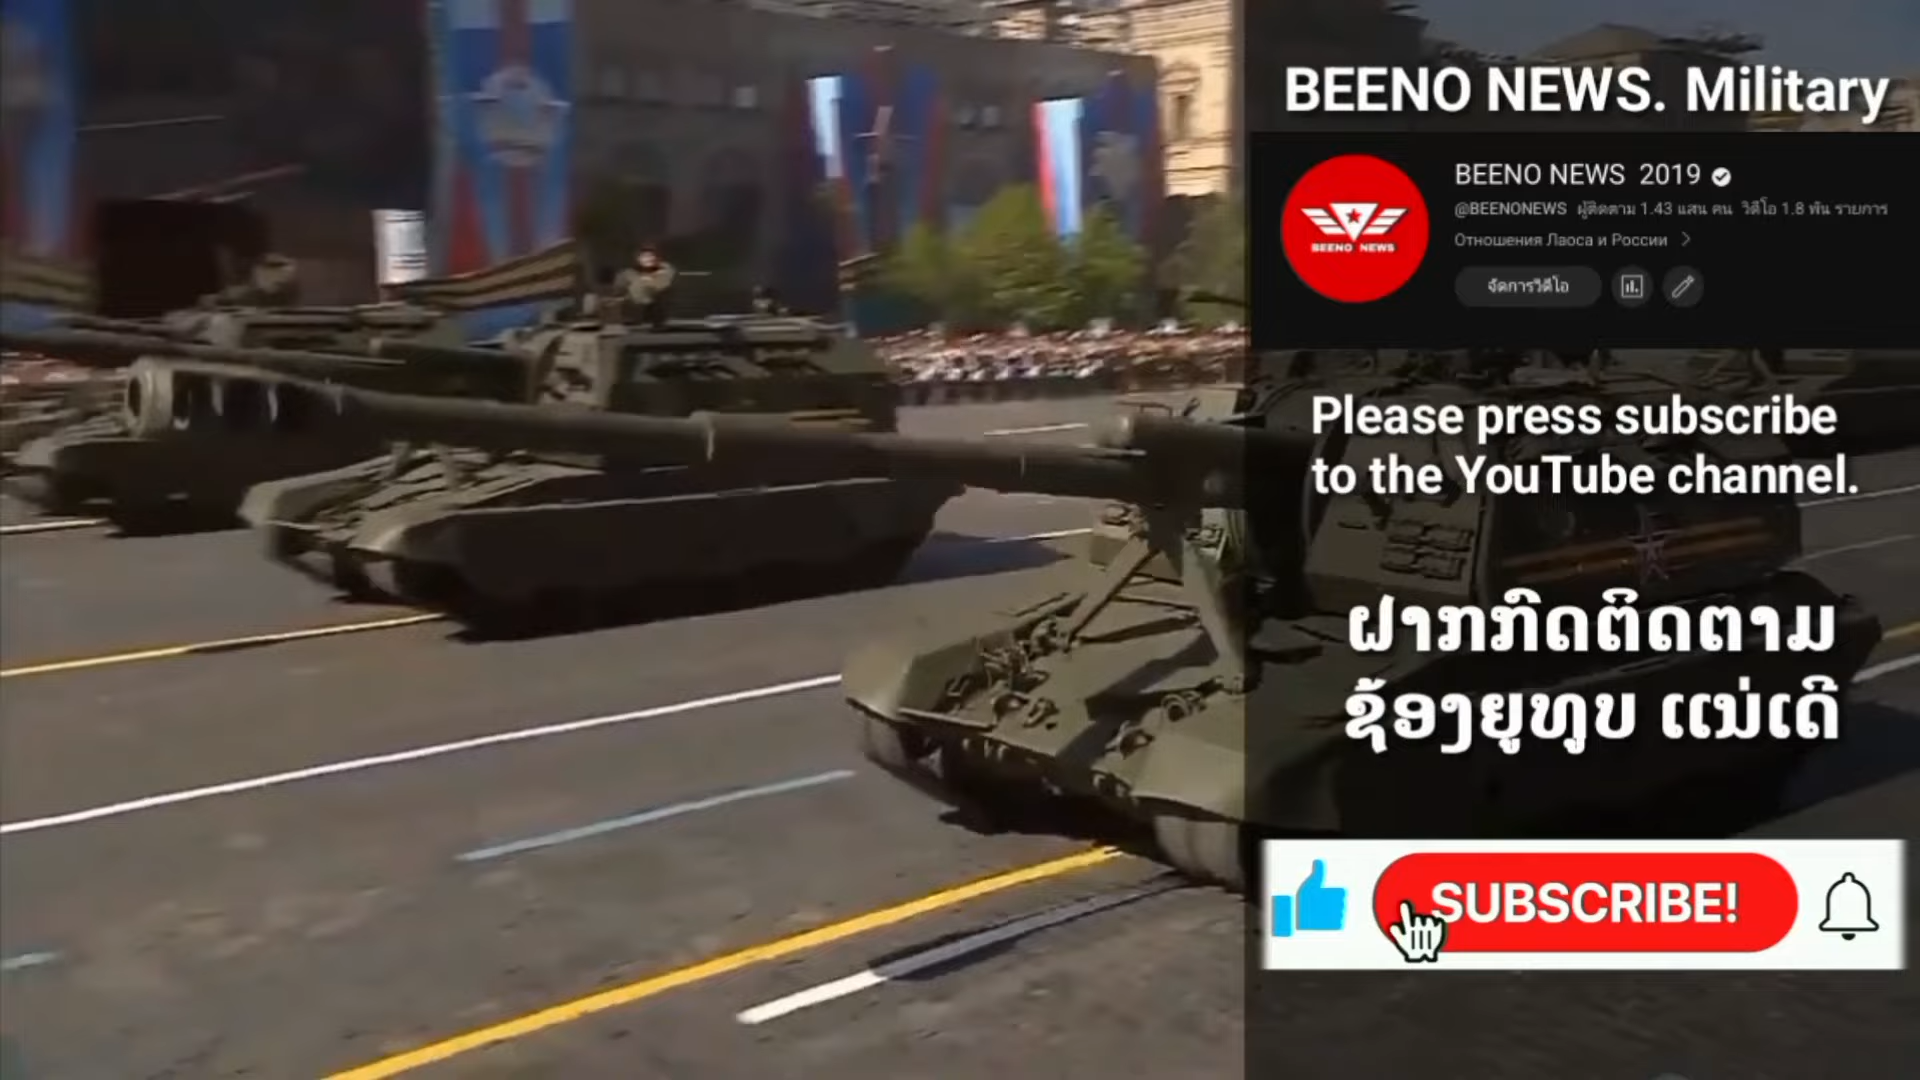 BEENO NEWS. Military
BEENO NEWS 2019
@BEENONEWS ผู้ติดตาม 1.43 แสน คน วิดีโอ 1.8 พัน รายการ
Отношения Лаоса и России
จัดการวิดีโอ
BEENO NEWS
Please press subscribe
to the YouTube channel.
ຝາກກົດຕິດຕາມ
ຊ້ອງຍູທູບ ແນ່ເດີ
SUBSCRIBE!